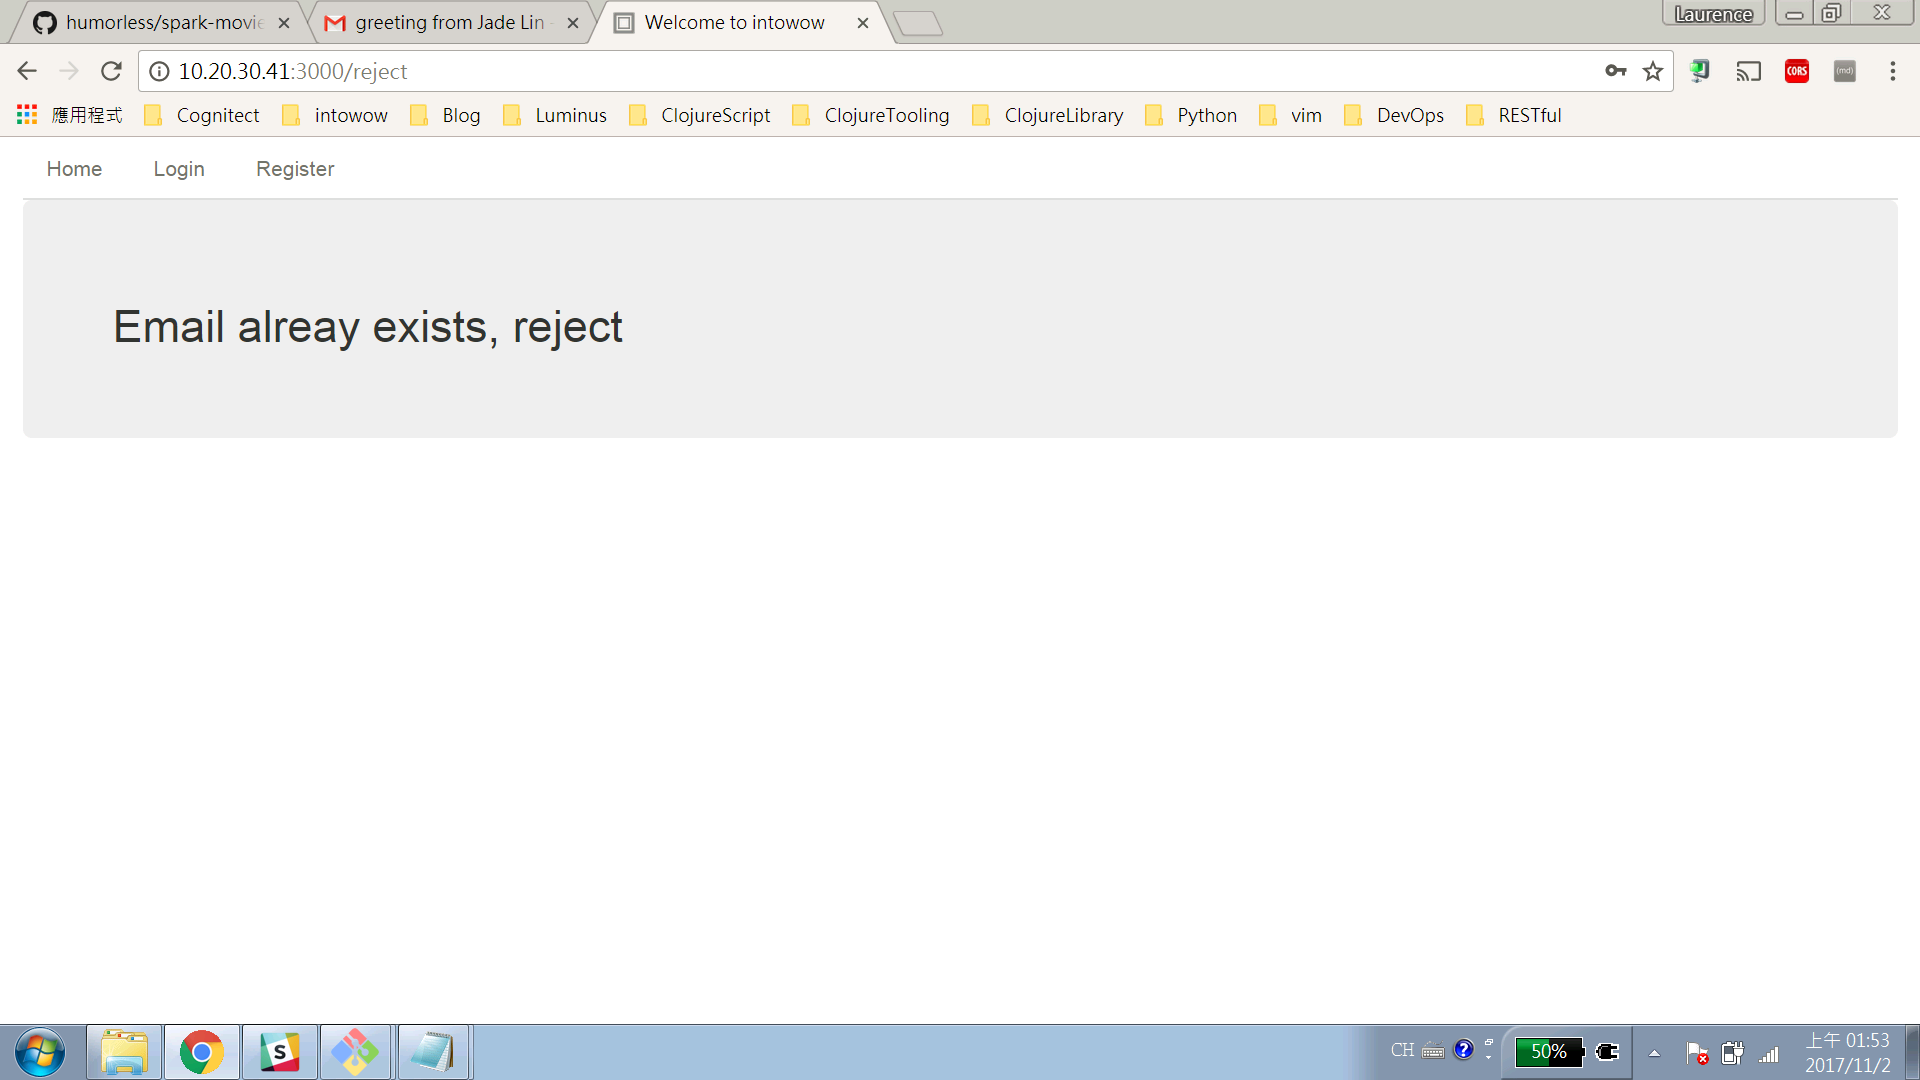 humorless/spark-movie
greeting from Jade Lin -
Welcome to intowow
Laurence
10.20.30.41:3000/reject
CORS
(md)
應用程式
Cognitect
intowow
Blog
Luminus
ClojureScript
ClojureTooling
ClojureLibrary
Python
vim
DevOps
RESTful
Home
Login
Register
Email alreay exists, reject
S
CH
50%
上午 01:53
2017/11/2